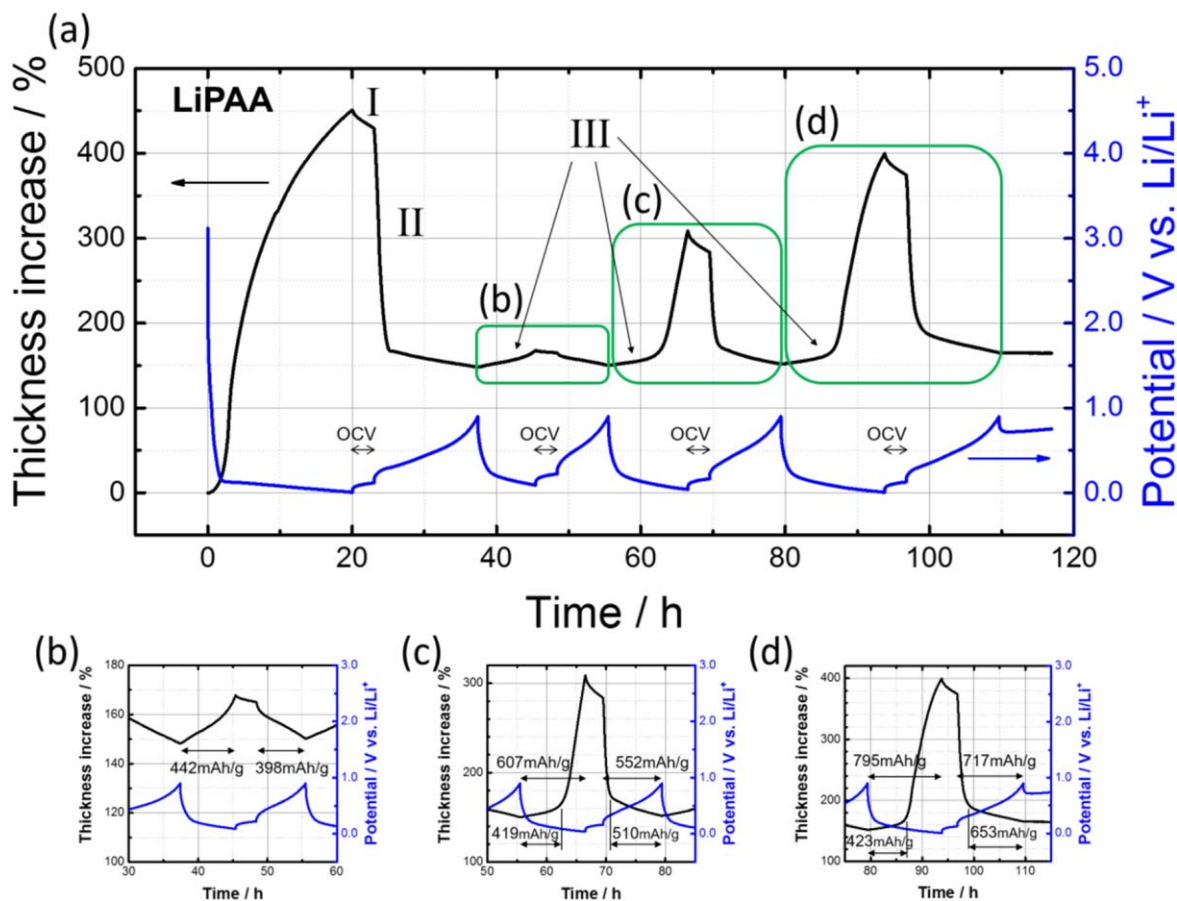 (a)
LiPAA
I
II
III
(b)
(c)
(d)
OCV
OCV
OCV
OCV
Thickness increase / %
500
400
300
200
100
0
Potential / V vs. Li/Li+
5.0
4.0
3.0
2.0
1.0
0.0
0 20 40 60 80 100 120
Time / h
(b)
Thickness increase / %
180
160
140
120
100
442mAh/g 398mAh/g
3.0
2.0
1.0
0.0
Potential / V vs. Li/Li+
30 40 50 60
Time / h
(c)
Thickness increase / %
300
200
100
607mAh/g 552mAh/g
419mAh/g 510mAh/g
3.0
2.0
1.0
0.0
Potential / V vs. Li/Li+
50 60 70 80
Time / h
(d)
Thickness increase / %
400
300
200
100
795mAh/g 717mAh/g
423mAh/g 653mAh/g
3.0
2.0
1.0
0.0
Potential / V vs. Li/Li+
80 90 100 110
Time / h